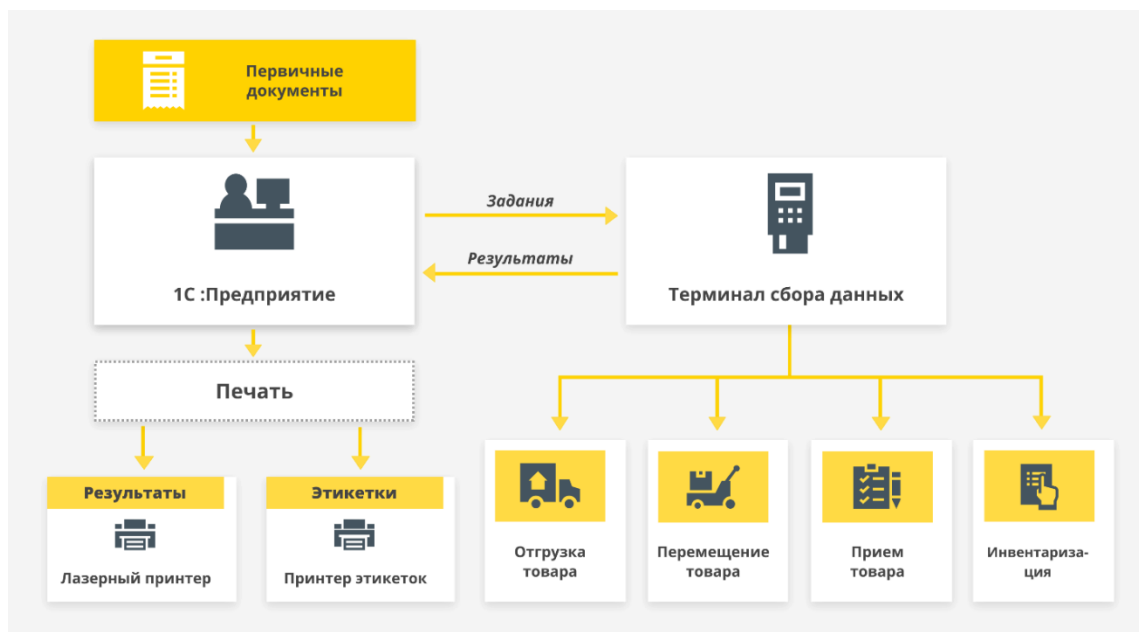 Первичные
документы
Задания
Результаты
1С :Предприятие
Терминал сбора данных
Печать
Результаты
Лазерный принтер
Этикетки
Принтер этикеток
Отгрузка
товара
Перемещение
товара
Прием
товара
Инвентариза-
ция